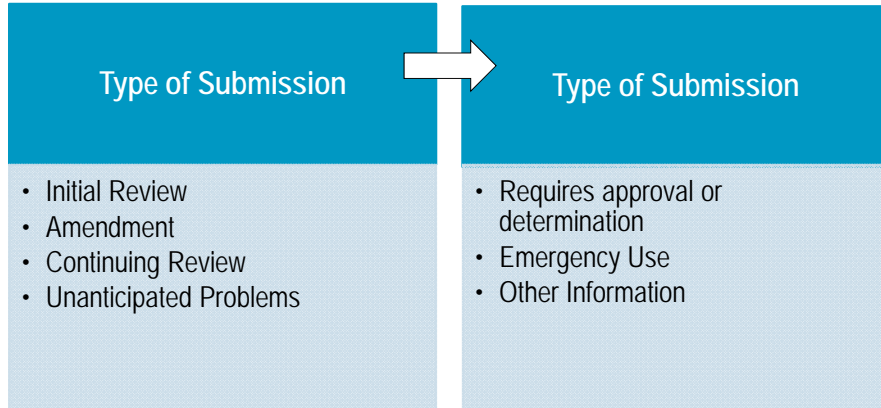 Type of Submission
• Initial Review
• Amendment
• Continuing Review
• Unanticipated Problems
Type of Submission
• Requires approval or
determination
• Emergency Use
• Other Information